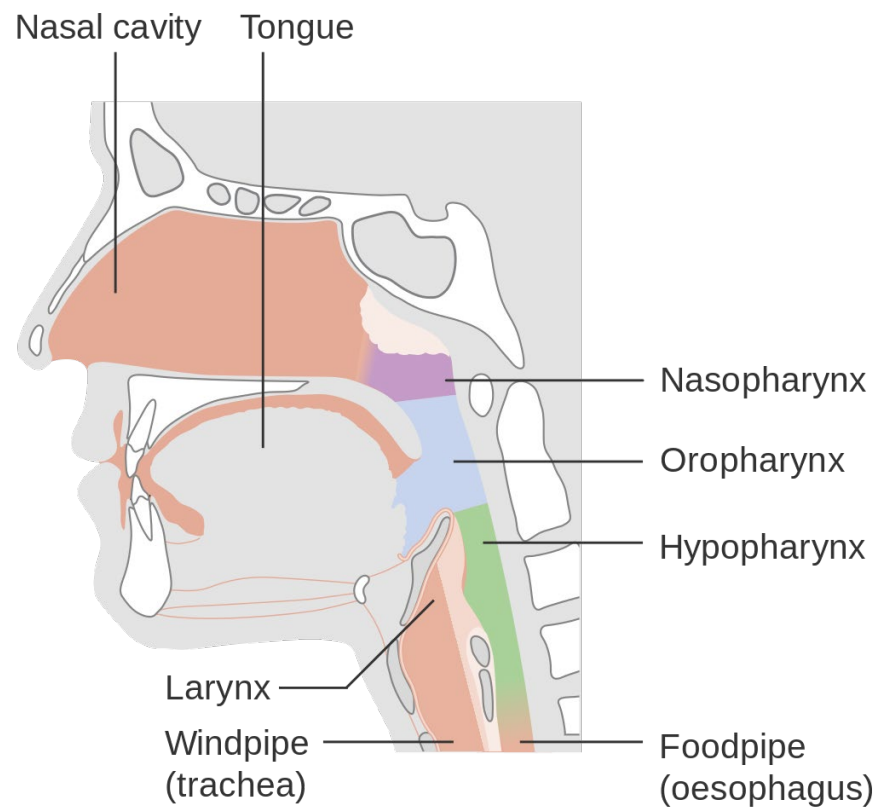 Nasal cavity
Tongue
Nasopharynx
Oropharynx
Hypopharynx
Larynx
Windpipe
(trachea)
Foodpipe
(oesophagus)